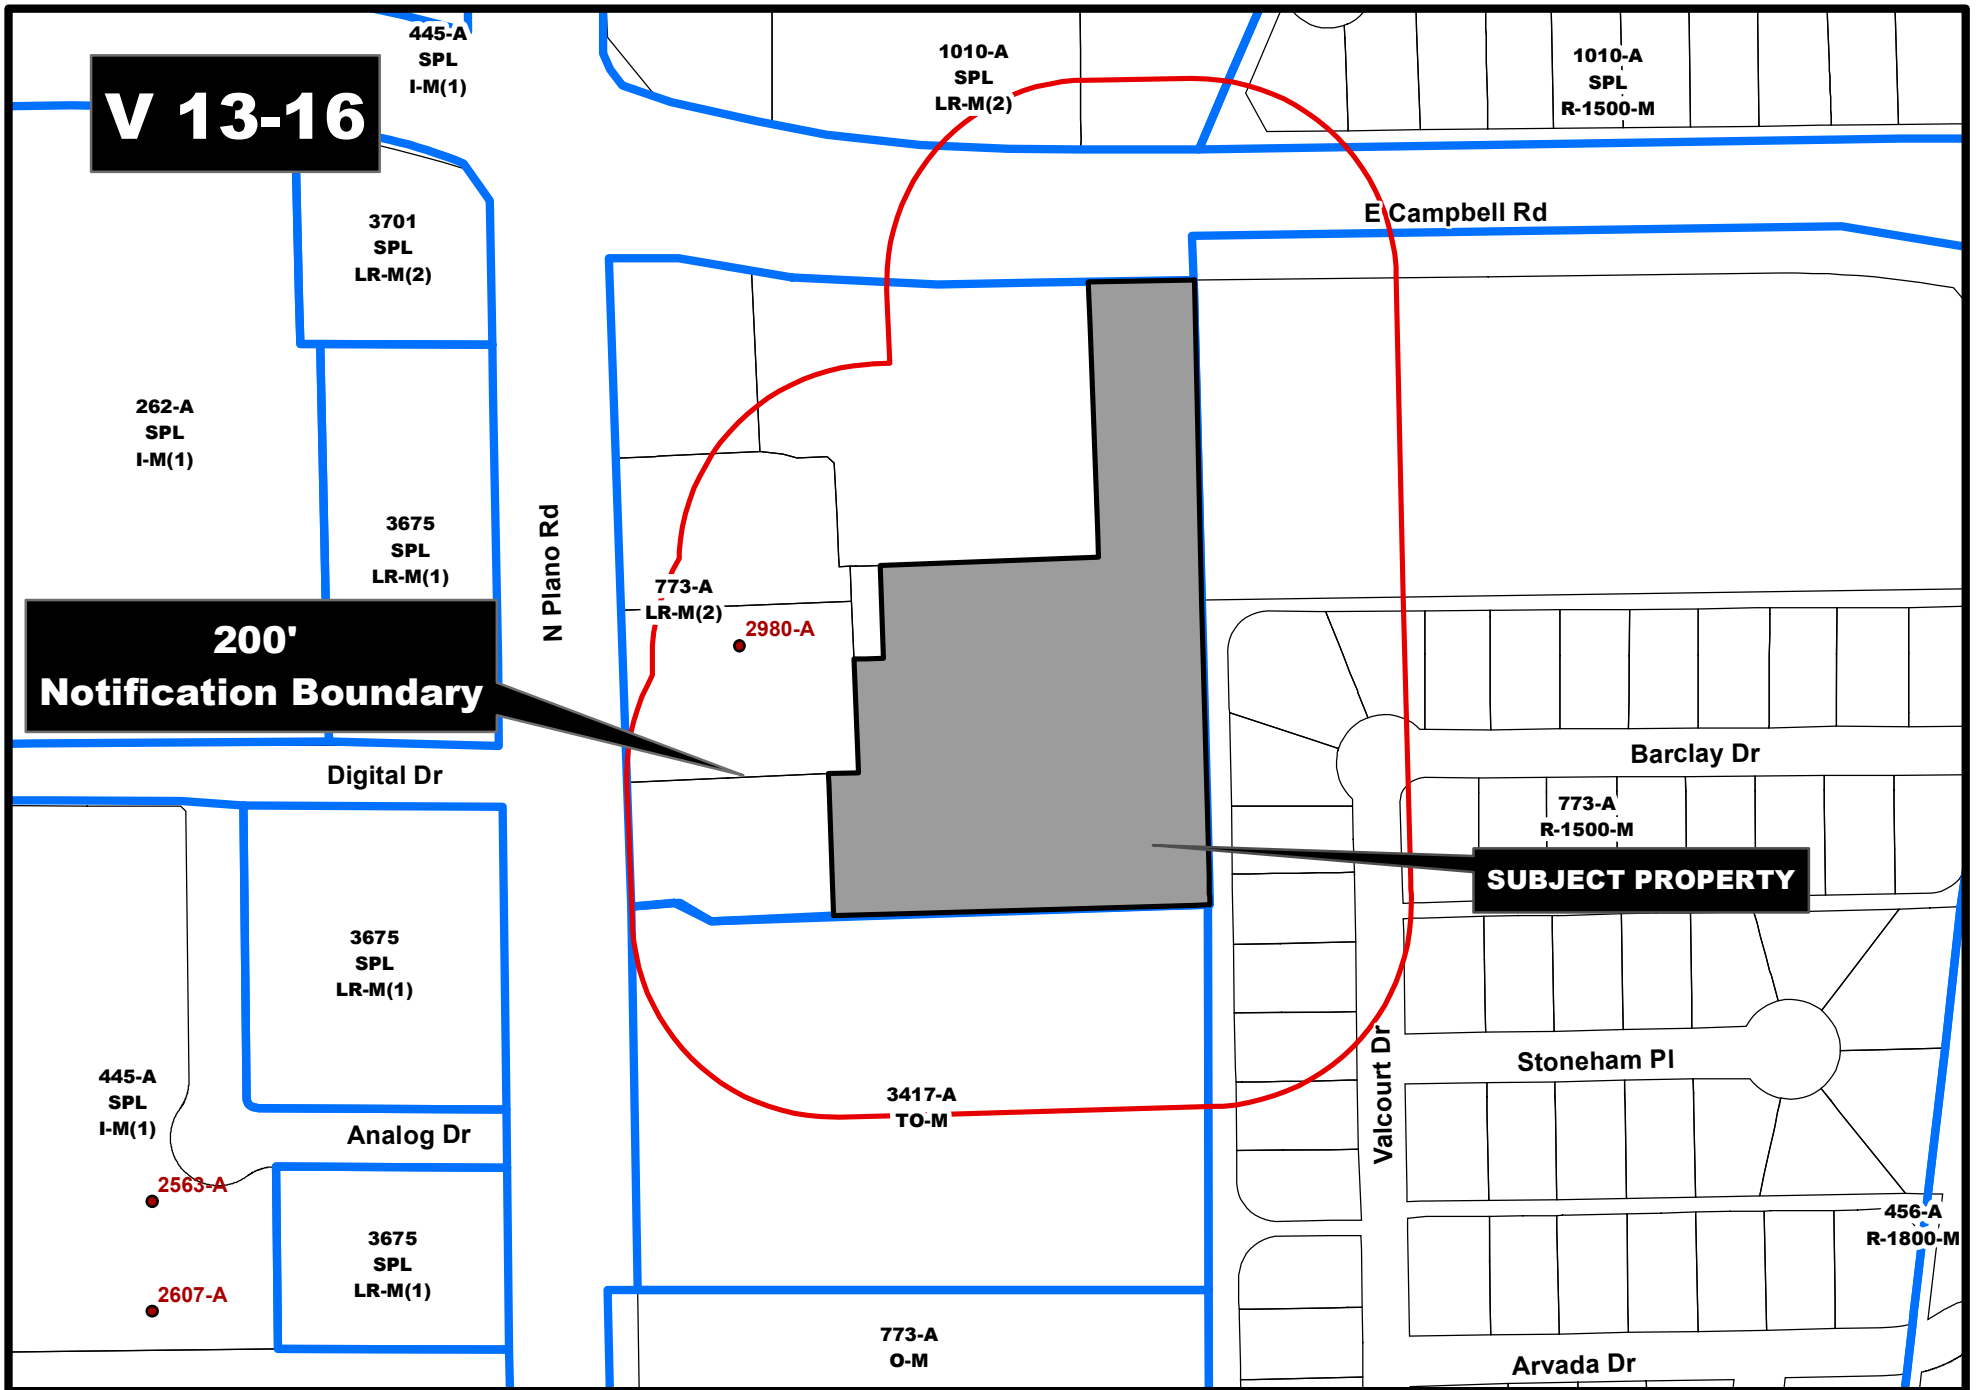 445-A
SPL
I-M(1)
1010-A
SPL
LR-M(2)
1010-A
SPL
R-1500-M
V 13-16
3701
SPL
LR-M(2)
E Campbell Rd
262-A
SPL
I-M(1)
3675
SPL
LR-M(1)
N Plano Rd
773-A
LR-M(2)
2980-A
200'
Notification Boundary
Digital Dr
Barclay Dr
773-A
R-1500-M
SUBJECT PROPERTY
3675
SPL
LR-M(1)
445-A
SPL
I-M(1)
Analog Dr
3417-A
TO-M
Valcourt Dr
Stoneham Pl
2563-A
2607-A
3675
SPL
LR-M(1)
456-A
R-1800-M
773-A
O-M
Arvada Dr